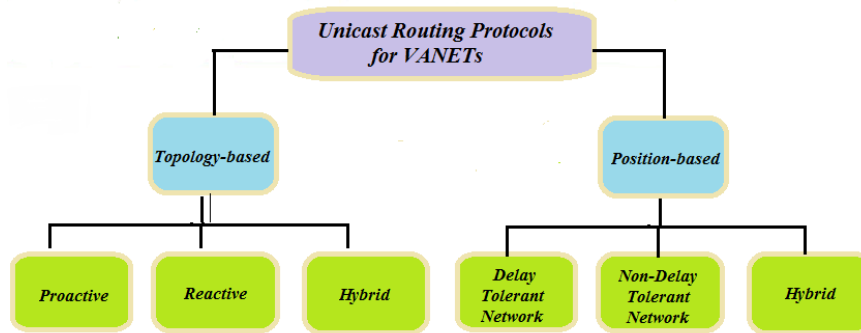 Unicast Routing Protocols
for VANETs
Topology-based
Position-based
Proactive
Reactive
Hybrid
Delay
Tolerant
Network
Non-Delay
Tolerant
Network
Hybrid